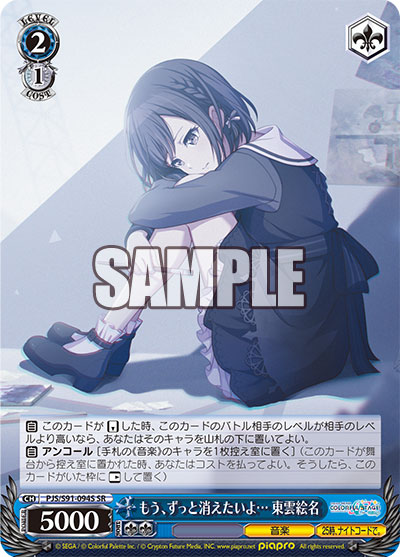 LEVEL
2
1
COST
SAMPLE
自 このカードが した時、このカードのバトル相手のレベルが相手のレ
ベルより高いなら、あなたはそのキャラを山札の下に置いてよい。
自 アンコール［手札の《音楽》のキャラを1枚控え室に置く］（このカードが舞
台から控え室に置かれた時、あなたはコストを払ってよい。そうしたら、このカー
ドがいた枠に 置く）
CH PJS/S91-094S SR
もう、ずっと消えたいよ… 東雲絵名
COLORFUL STAGE!
POWER
5000
音楽
25時、ナイトコードで。
© SEGA / © Colorful Palette Inc. / © Crypton Future Media, INC. www.piapro.net piapro All rights reserved.